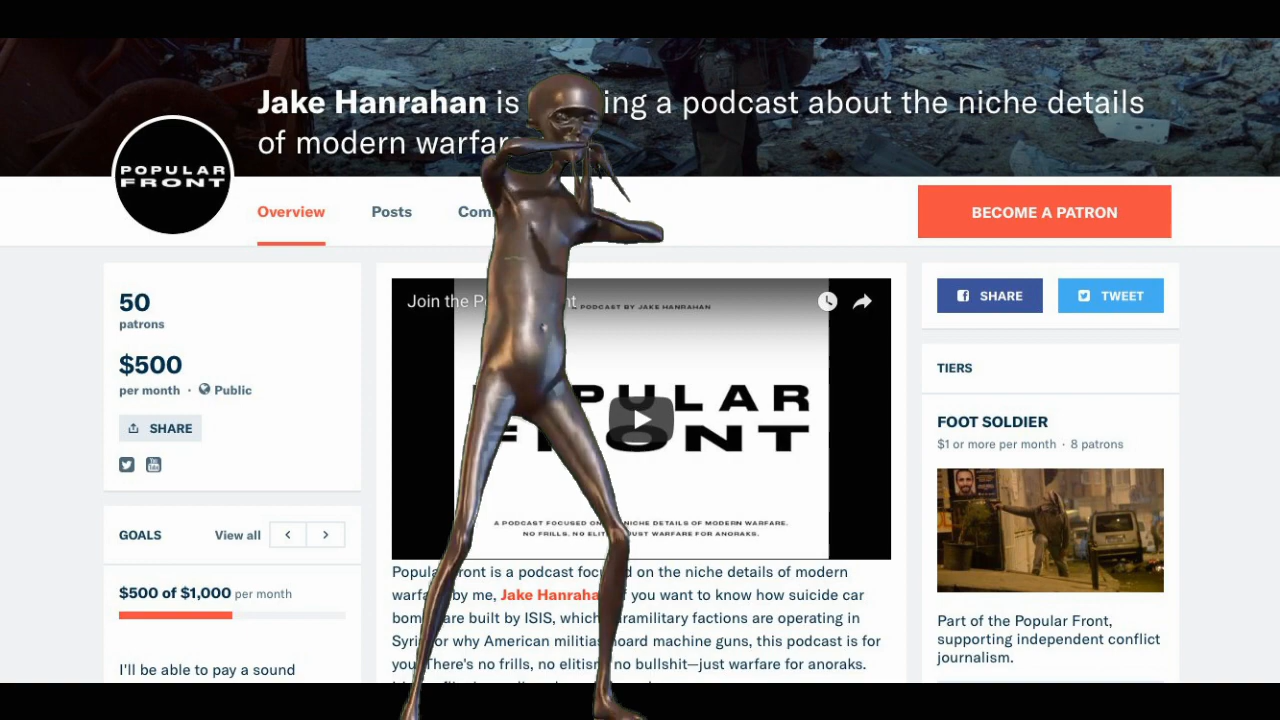 Jake Hanrahan is ing a podcast about the niche details
of modern warfare
POPULAR
FRONT
Overview
Posts
Com
BECOME A PATRON
50
patrons
$500
per month · Public
SHARE
GOALS
View all
$500 of $1,000 per month
I'll be able to pay a sound
Join the P nt
PODCAST BY JAKE HANRAHAN
PULAR
FRONT
A PODCAST FOCUSED ON NICHE DETAILS OF MODERN WARFARE.
NO FRILLS. NO ELIT UST WARFARE FOR ANORAKS.
Popula ront is a podcast foc d on the niche details of modern
warfa by me, Jake Hanraha f you want to know how suicide car
bom are built by ISIS, which aramilitary factions are operating in
Syri or why American militias hoard machine guns, this podcast is for
you There's no frills, no elitism no bullshit—just warfare for anoraks.
SHARE
TWEET
TIERS
FOOT SOLDIER
$1 or more per month · 8 patrons
Part of the Popular Front,
supporting independent conflict
journalism.